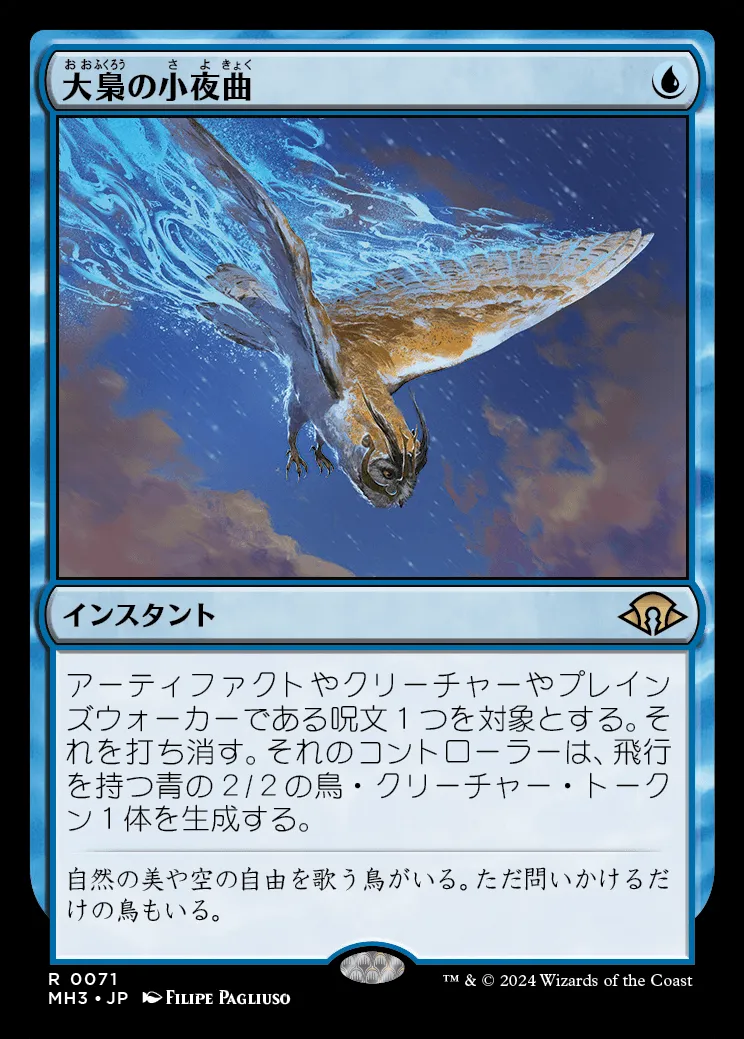 おおふくろう さ よ きょく
大梟の小夜曲
インスタント
アーティファクトやクリーチャーやプレイン
ズウォーカーである呪文1つを対象とする。そ
れを打ち消す。それのコントローラーは、飛行
を持つ青の2/2の鳥・クリーチャー・トーク
ン1体を生成する。
自然の美や空の自由を歌う鳥がいる。ただ問いかけるだ
けの鳥もいる。
R 0071
MH3 • JP Filipe Pagliuso
™ & © 2024 Wizards of the Coast